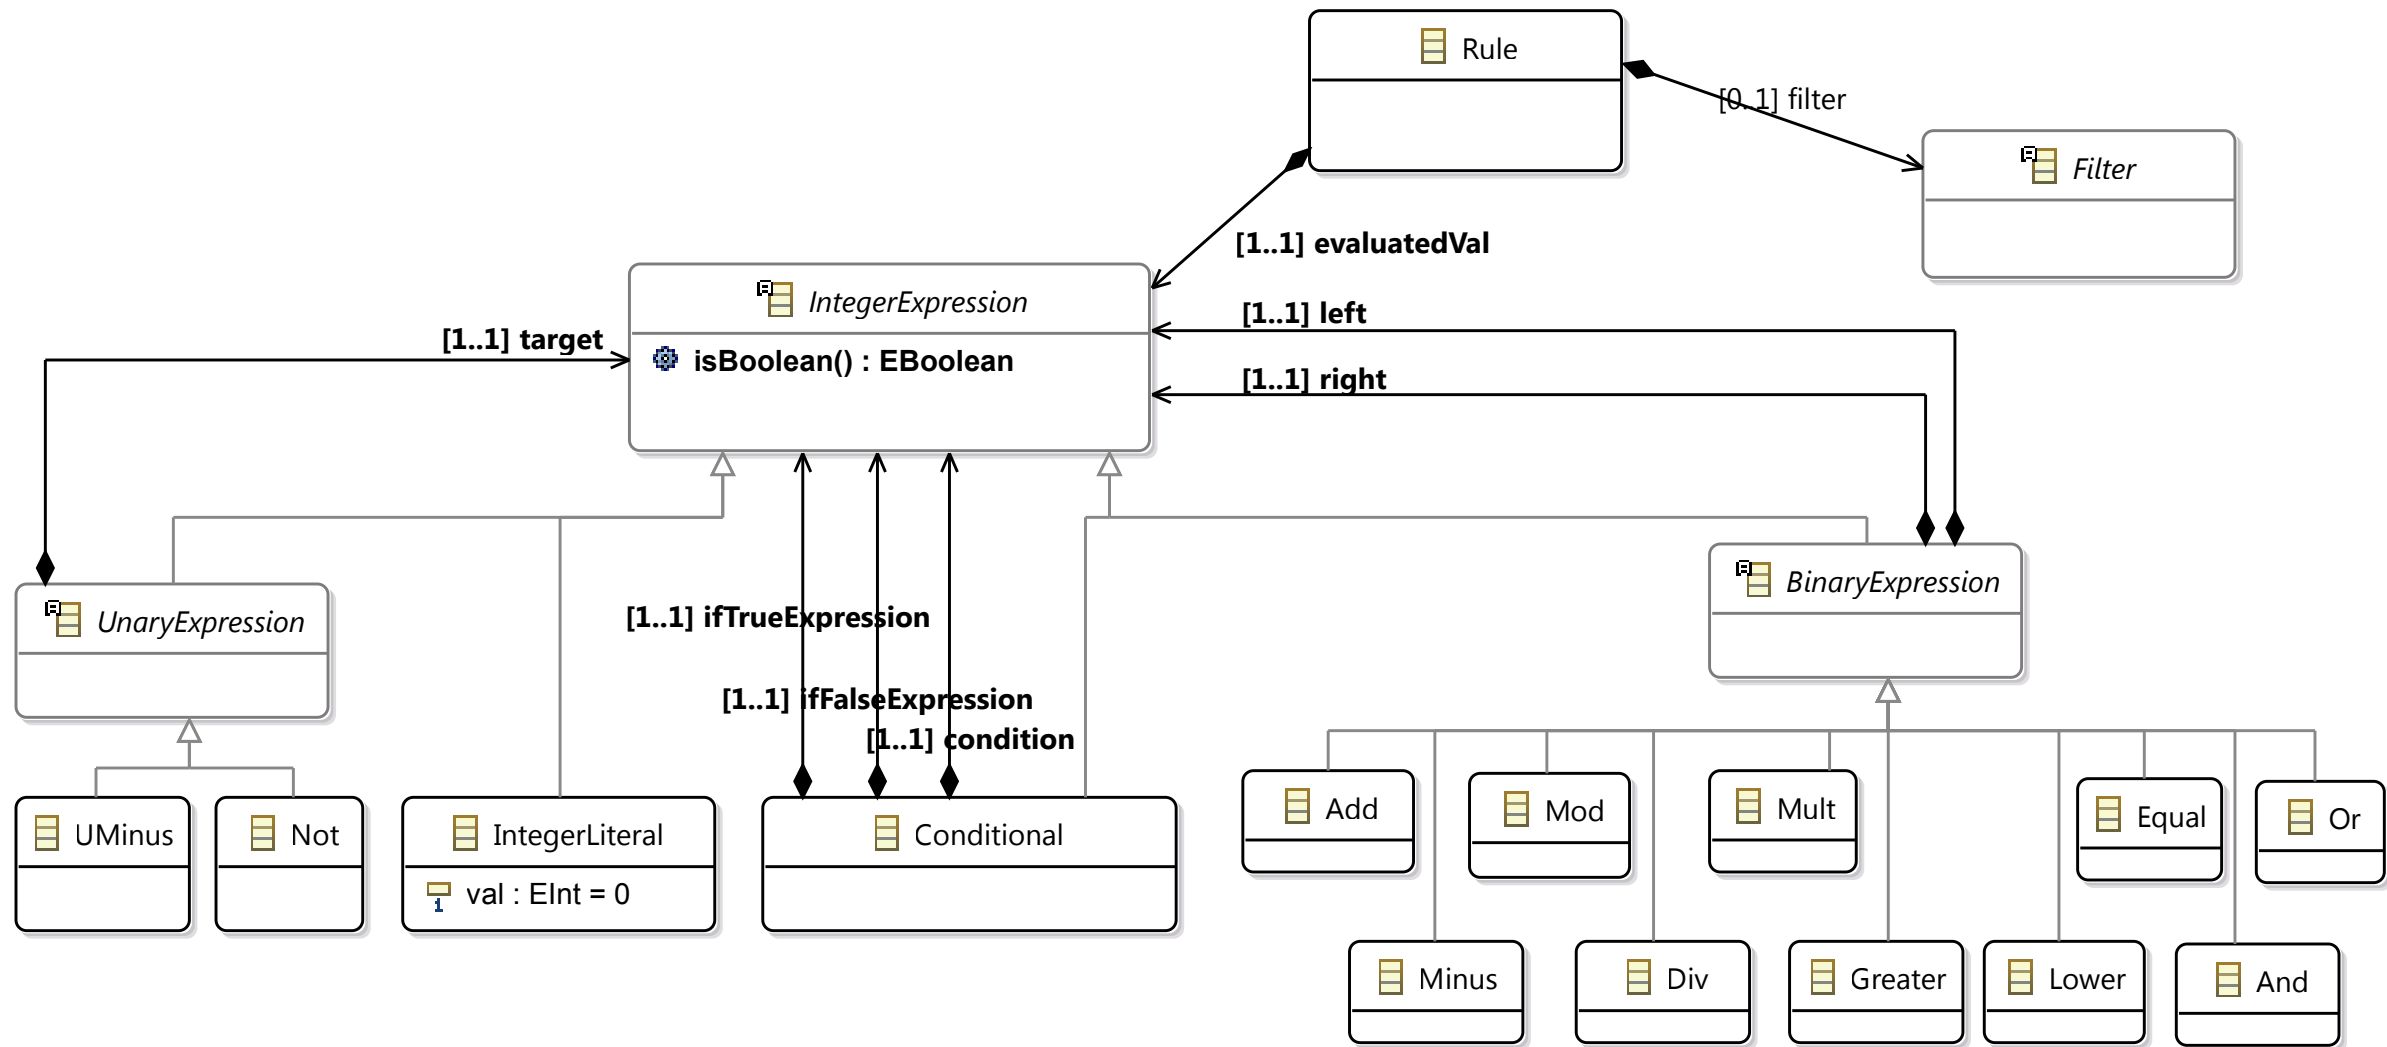 Rule
[0..1] filter
Filter
[1..1] evaluatedVal
IntegerExpression
isBoolean() : EBoolean
[1..1] left
[1..1] target
[1..1] right
UnaryExpression
BinaryExpression
[1..1] ifTrueExpression
[1..1] ifFalseExpression
[1..1] condition
UMinus
Not
IntegerLiteral
val : EInt = 0
Conditional
Add
Mod
Mult
Equal
Or
Minus
Div
Greater
Lower
And